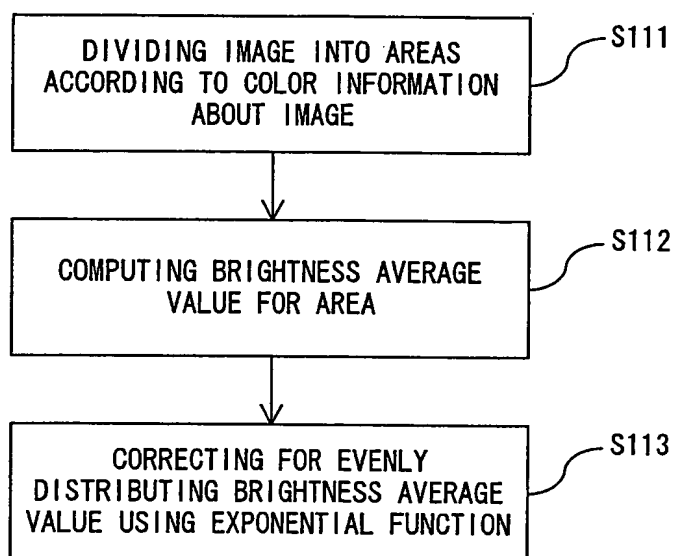 DIVIDING IMAGE INTO AREAS
ACCORDING TO COLOR INFORMATION
ABOUT IMAGE
S111
COMPUTING BRIGHTNESS AVERAGE
VALUE FOR AREA
S112
CORRECTING FOR EVENLY
DISTRIBUTING BRIGHTNESS AVERAGE
VALUE USING EXPONENTIAL FUNCTION
S113